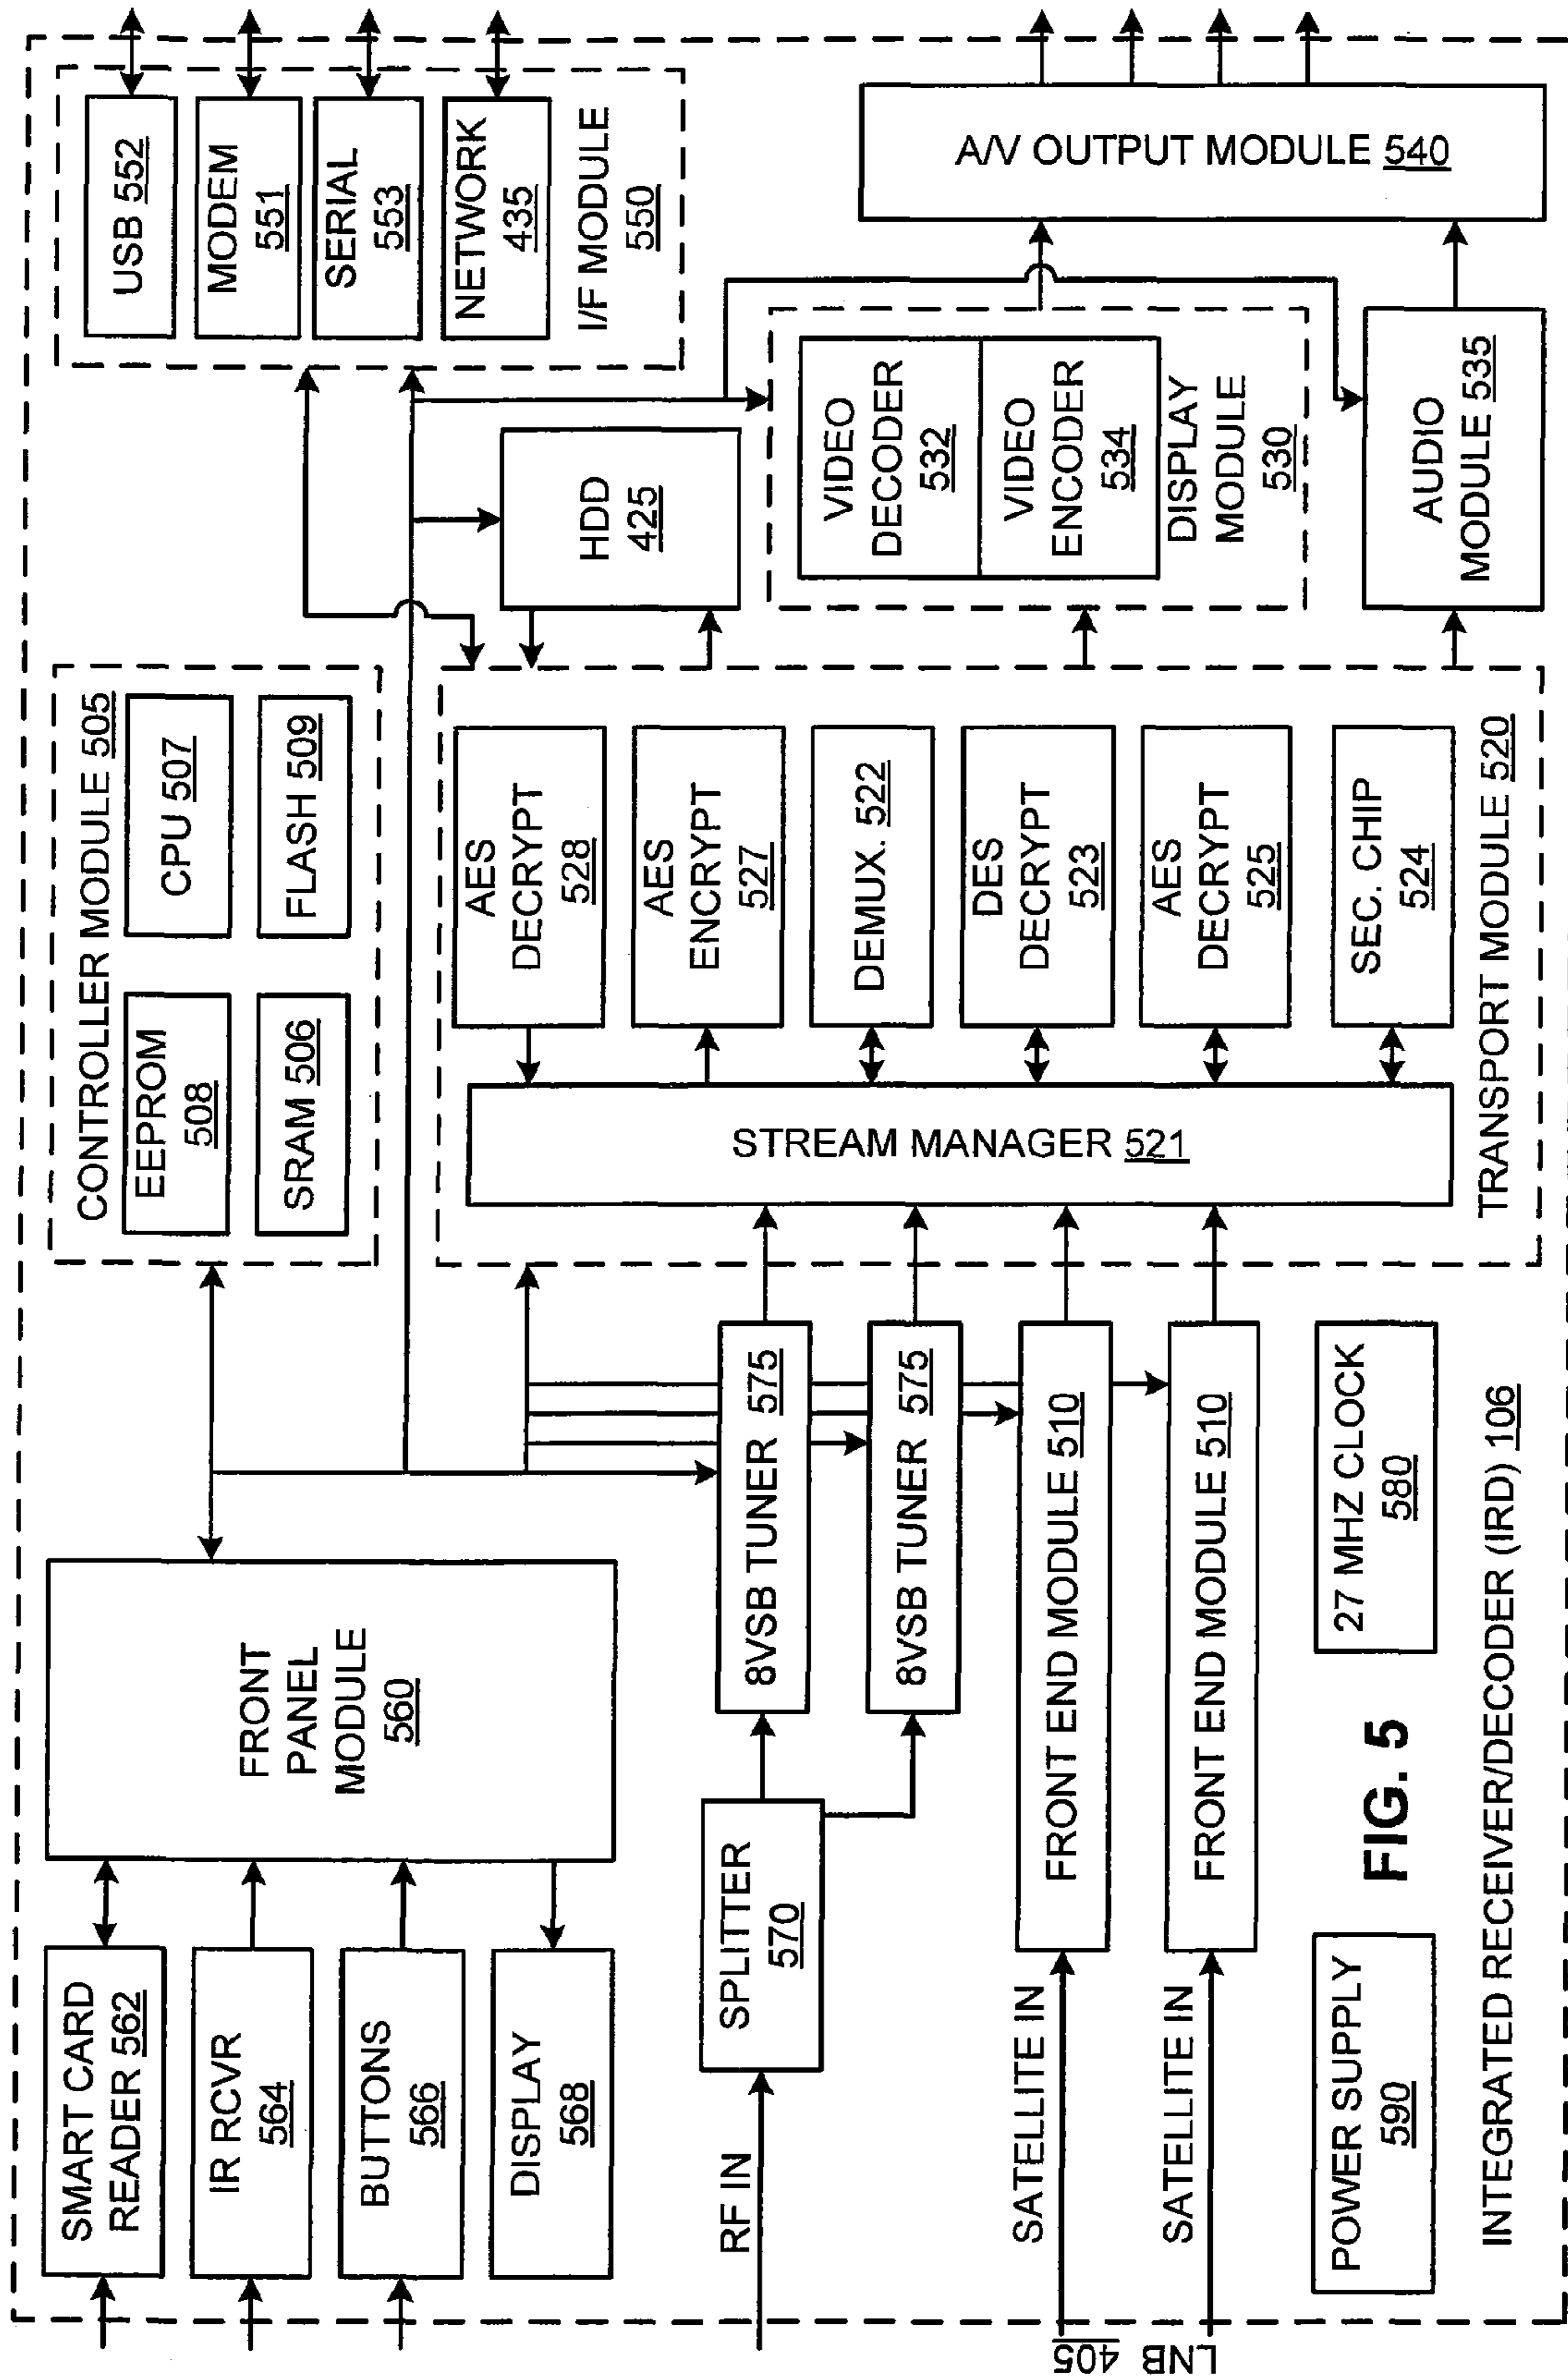 SMART CARD
READER 562
IR RCVR
564
BUTTONS
566
DISPLAY
568
FRONT
PANEL
MODULE
560
CONTROLLER MODULE 505
EEPROM
508
CPU 507
SRAM 506
FLASH 509
USB 552
MODEM
551
SERIAL
553
NETWORK
435
I/F MODULE
550
RF IN
SPLITTER
570
8VSB TUNER 575
8VSB TUNER 575
LNB 405
SATELLITE IN
FRONT END MODULE 510
SATELLITE IN
FRONT END MODULE 510
STREAM MANAGER 521
AES
DECRYPT
528
AES
ENCRYPT
527
DEMUX. 522
DES
DECRYPT
523
AES
DECRYPT
525
SEC. CHIP
524
TRANSPORT MODULE 520
HDD
425
VIDEO
DECODER
532
VIDEO
ENCODER
534
DISPLAY
MODULE
530
AUDIO
MODULE 535
A/V OUTPUT MODULE 540
POWER SUPPLY
590
FIG. 5
27 MHZ CLOCK
580
INTEGRATED RECEIVER/DECODER (IRD) 106